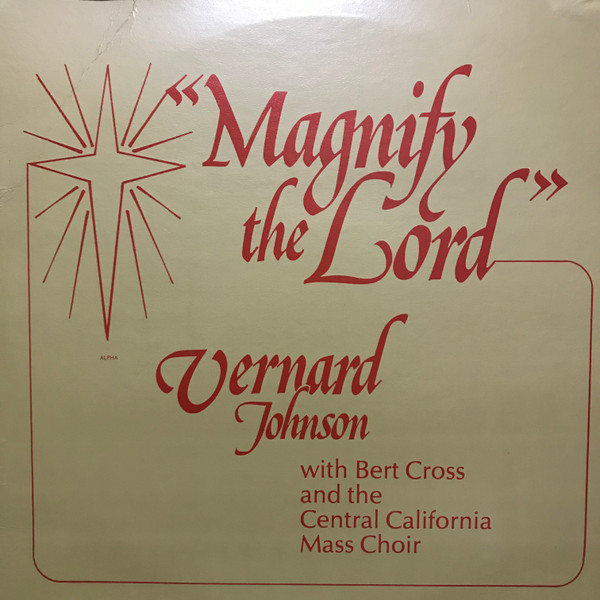 "Magnify
the Lord"
ALPHA
Vernard
Johnson
with Bert Cross
and the
Central California
Mass Choir